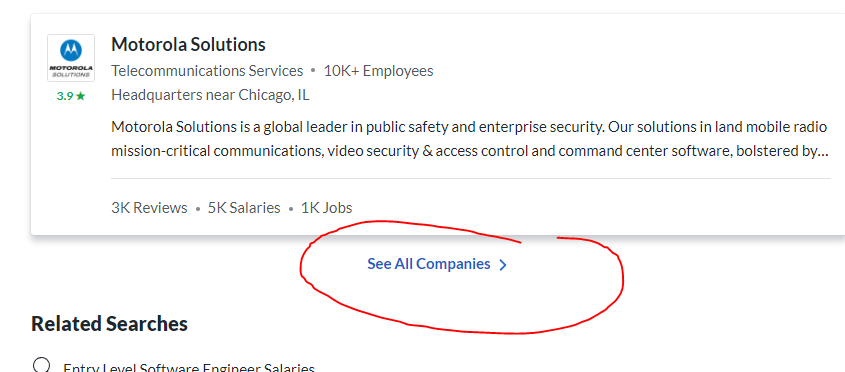 Motorola Solutions
MOTOROLA
SOLUTIONS
Telecommunications Services • 10K+ Employees
3.9 ★
Headquarters near Chicago, IL
Motorola Solutions is a global leader in public safety and enterprise security. Our solutions in land mobile radio
mission-critical communications, video security & access control and command center software, bolstered by...
3K Reviews • 5K Salaries • 1K Jobs
See All Companies >
Related Searches
Entry Level Software Engineer Salaries